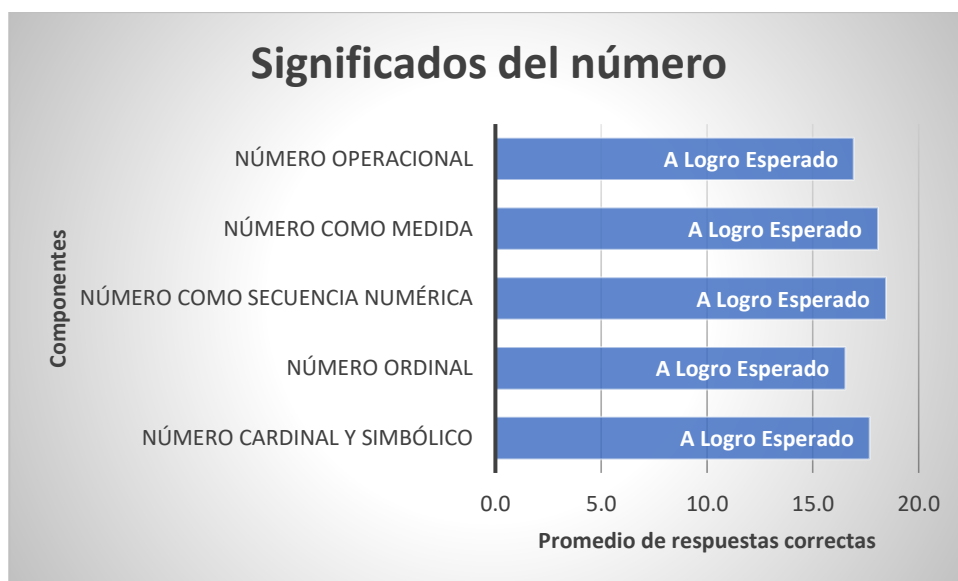 Significados del número
Componentes
NÚMERO OPERACIONAL
A Logro Esperado
NÚMERO COMO MEDIDA
A Logro Esperado
NÚMERO COMO SECUENCIA NUMÉRICA
A Logro Esperado
NÚMERO ORDINAL
A Logro Esperado
NÚMERO CARDINAL Y SIMBÓLICO
A Logro Esperado
0.0 5.0 10.0 15.0 20.0
Promedio de respuestas correctas